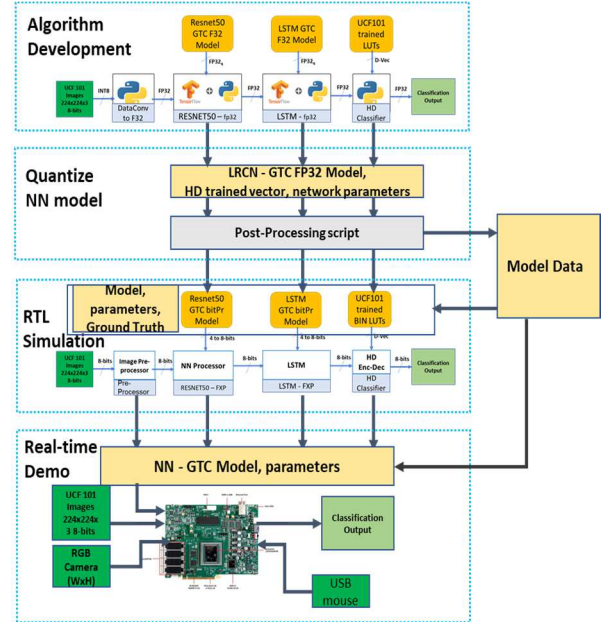 Algorithm
Development
Resnet50
GTC F32
Model
LSTM GTC
F32 Model
UCF101
trained
LUTs
FP32
FP32
D-Vec
UCF 101
Images
224x224x3
8-bits
INT8
FP32
FP32
FP32
FP32
DataConv
to F32
TensorFlow
RESNET50 – fp32
TensorFlow
LSTM - fp32
HD
Classifier
Classification
Output
Quantize
NN model
LRCN - GTC FP32 Model,
HD trained vector, network parameters
Post-Processing script
Model Data
RTL
Simulation
Model,
parameters,
Ground Truth
Resnet50
GTC bitPr
Model
LSTM
GTC bitPr
Model
UCF101
trained
BIN LUTs
4 to 8-bits
4 to 8-bits
D-Vec
UCF 101
Images
224x224x3
8-bits
8-bits
Image Pre-
processor
Pre-
Processor
8-bits
NN Processor
RESNET50 – FXP
8-bits
LSTM
LSTM - FXP
8-bits
HD
Enc-Dec
HD
Classifier
8-bits
Classification
Output
Real-time
Demo
NN - GTC Model, parameters
UCF 101
Images
224x224x
3 8-bits
RGB
Camera
(WxH)
Classification
Output
USB
mouse